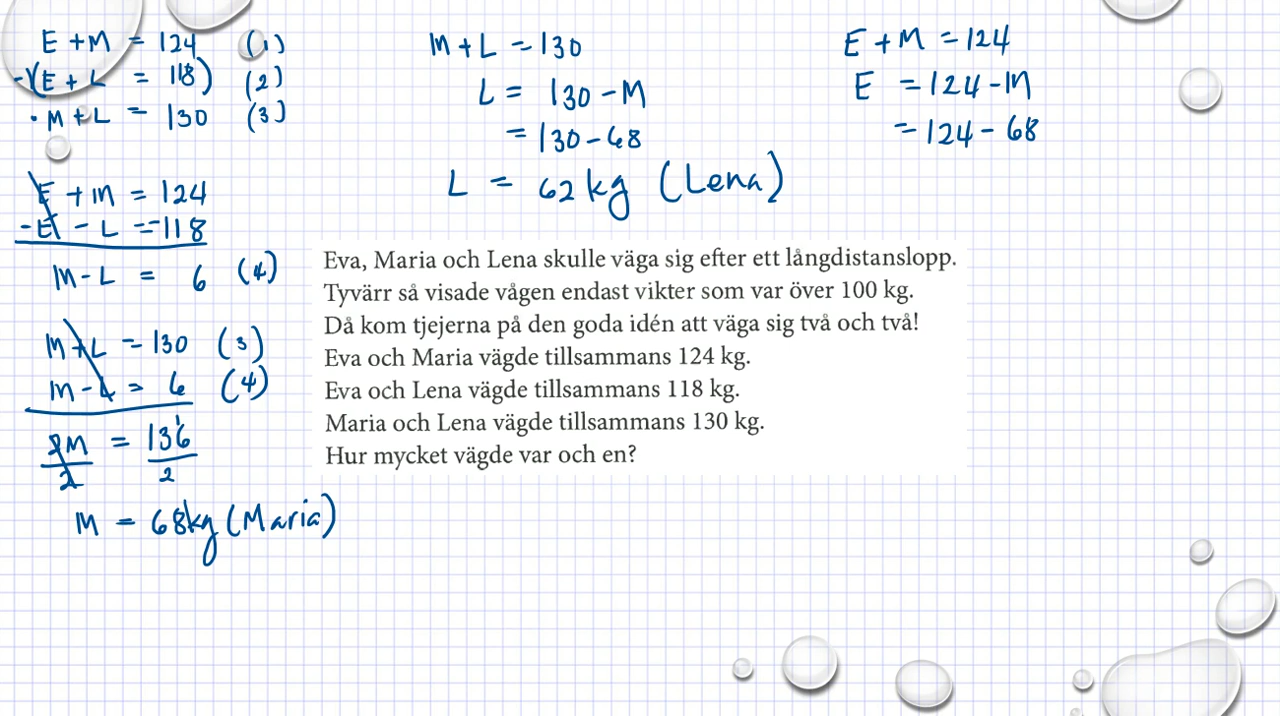 E + M = 124 (1)
-(E + L = 118) (2)
. M + L = 130 (3)
E + M = 124
- E - L = -118
M - L = 6 (4)
M + L = 130 (3)
M - L = 6 (4)
2M = 136
2 2
M = 68kg (Maria)
M + L = 130
L = 130 - M
= 130 - 68
L = 62 kg (Lena)
E + M = 124
E = 124 - M
= 124 - 68
Eva, Maria och Lena skulle väga sig efter ett långdistanslopp.
Tyvärr så visade vågen endast vikter som var över 100 kg.
Då kom tjejerna på den goda idén att väga sig två och två!
Eva och Maria vägde tillsammans 124 kg.
Eva och Lena vägde tillsammans 118 kg.
Maria och Lena vägde tillsammans 130 kg.
Hur mycket vägde var och en?